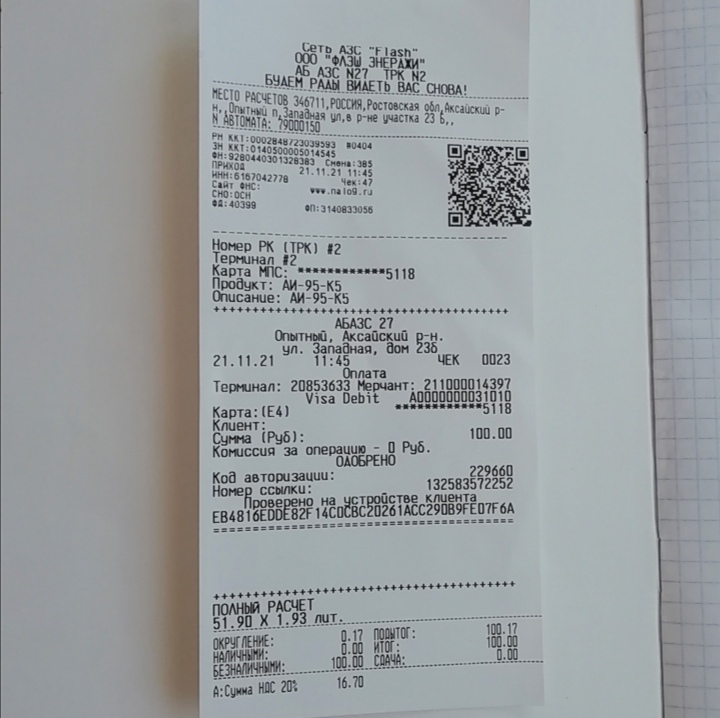 Сеть АЗС "Flash"
ООО "ФЛЭШ ЭНЕРДЖИ"
АБ АЗС N27 ТРК N2
БУДЕМ РАДЫ ВИДЕТЬ ВАС СНОВА!
МЕСТО РАСЧЕТОВ 346711,РОССИЯ,Ростовская обл,Аксайский р-
н,,Опытный п,Западная ул,в р-не участка 23 Б,,
N АВТОМАТА: 79000150
РН ККТ:0002848723039593 В0404
ЗН ККТ:0140500005014545
ФН:9280440301328383 Смена:385
ПРИХОД 21.11.21 11:45
ИНН:6167042778 Чек:47
Сайт ФНС: www.nalog.ru
СНО:ОСН
ФД:40399 ФП:3140833056
Номер РК (ТРК) #2
Терминал #2
Карта МПС: ************5118
Продукт: АИ-95-К5
Описание: АИ-95-К5
+++++++++++++++++++++++++++++++++++++++
АБАЗС 27
Опытный, Аксайский р-н.
ул. Западная, дом 23б
21.11.21 11:45 ЧЕК 0023
Оплата
Терминал: 20853633 Мерчант: 211000014397
Visa Debit A0000000031010
Карта:(E4) ************5118
Клиент:
Сумма (Руб): 100.00
Комиссия за операцию - 0 Руб.
ОДОБРЕНО
Код авторизации: 229660
Номер ссылки: 132583572252
Проверено на устройстве клиента
EB4816EDDE82F14C0CBC20261ACC290B9FE07F6A
=======================================
+++++++++++++++++++++++++++++++++++++++
ПОЛНЫЙ РАСЧЕТ
51.90 X 1.93 лит.
ОКРУГЛЕНИЕ: 0.17 ПОДЫТОГ: 100.17
НАЛИЧНЫМИ: 0.00 ИТОГ: 100.00
БЕЗНАЛИЧНЫМИ: 100.00 СДАЧА: 0.00
А:Сумма НДС 20% 16.70